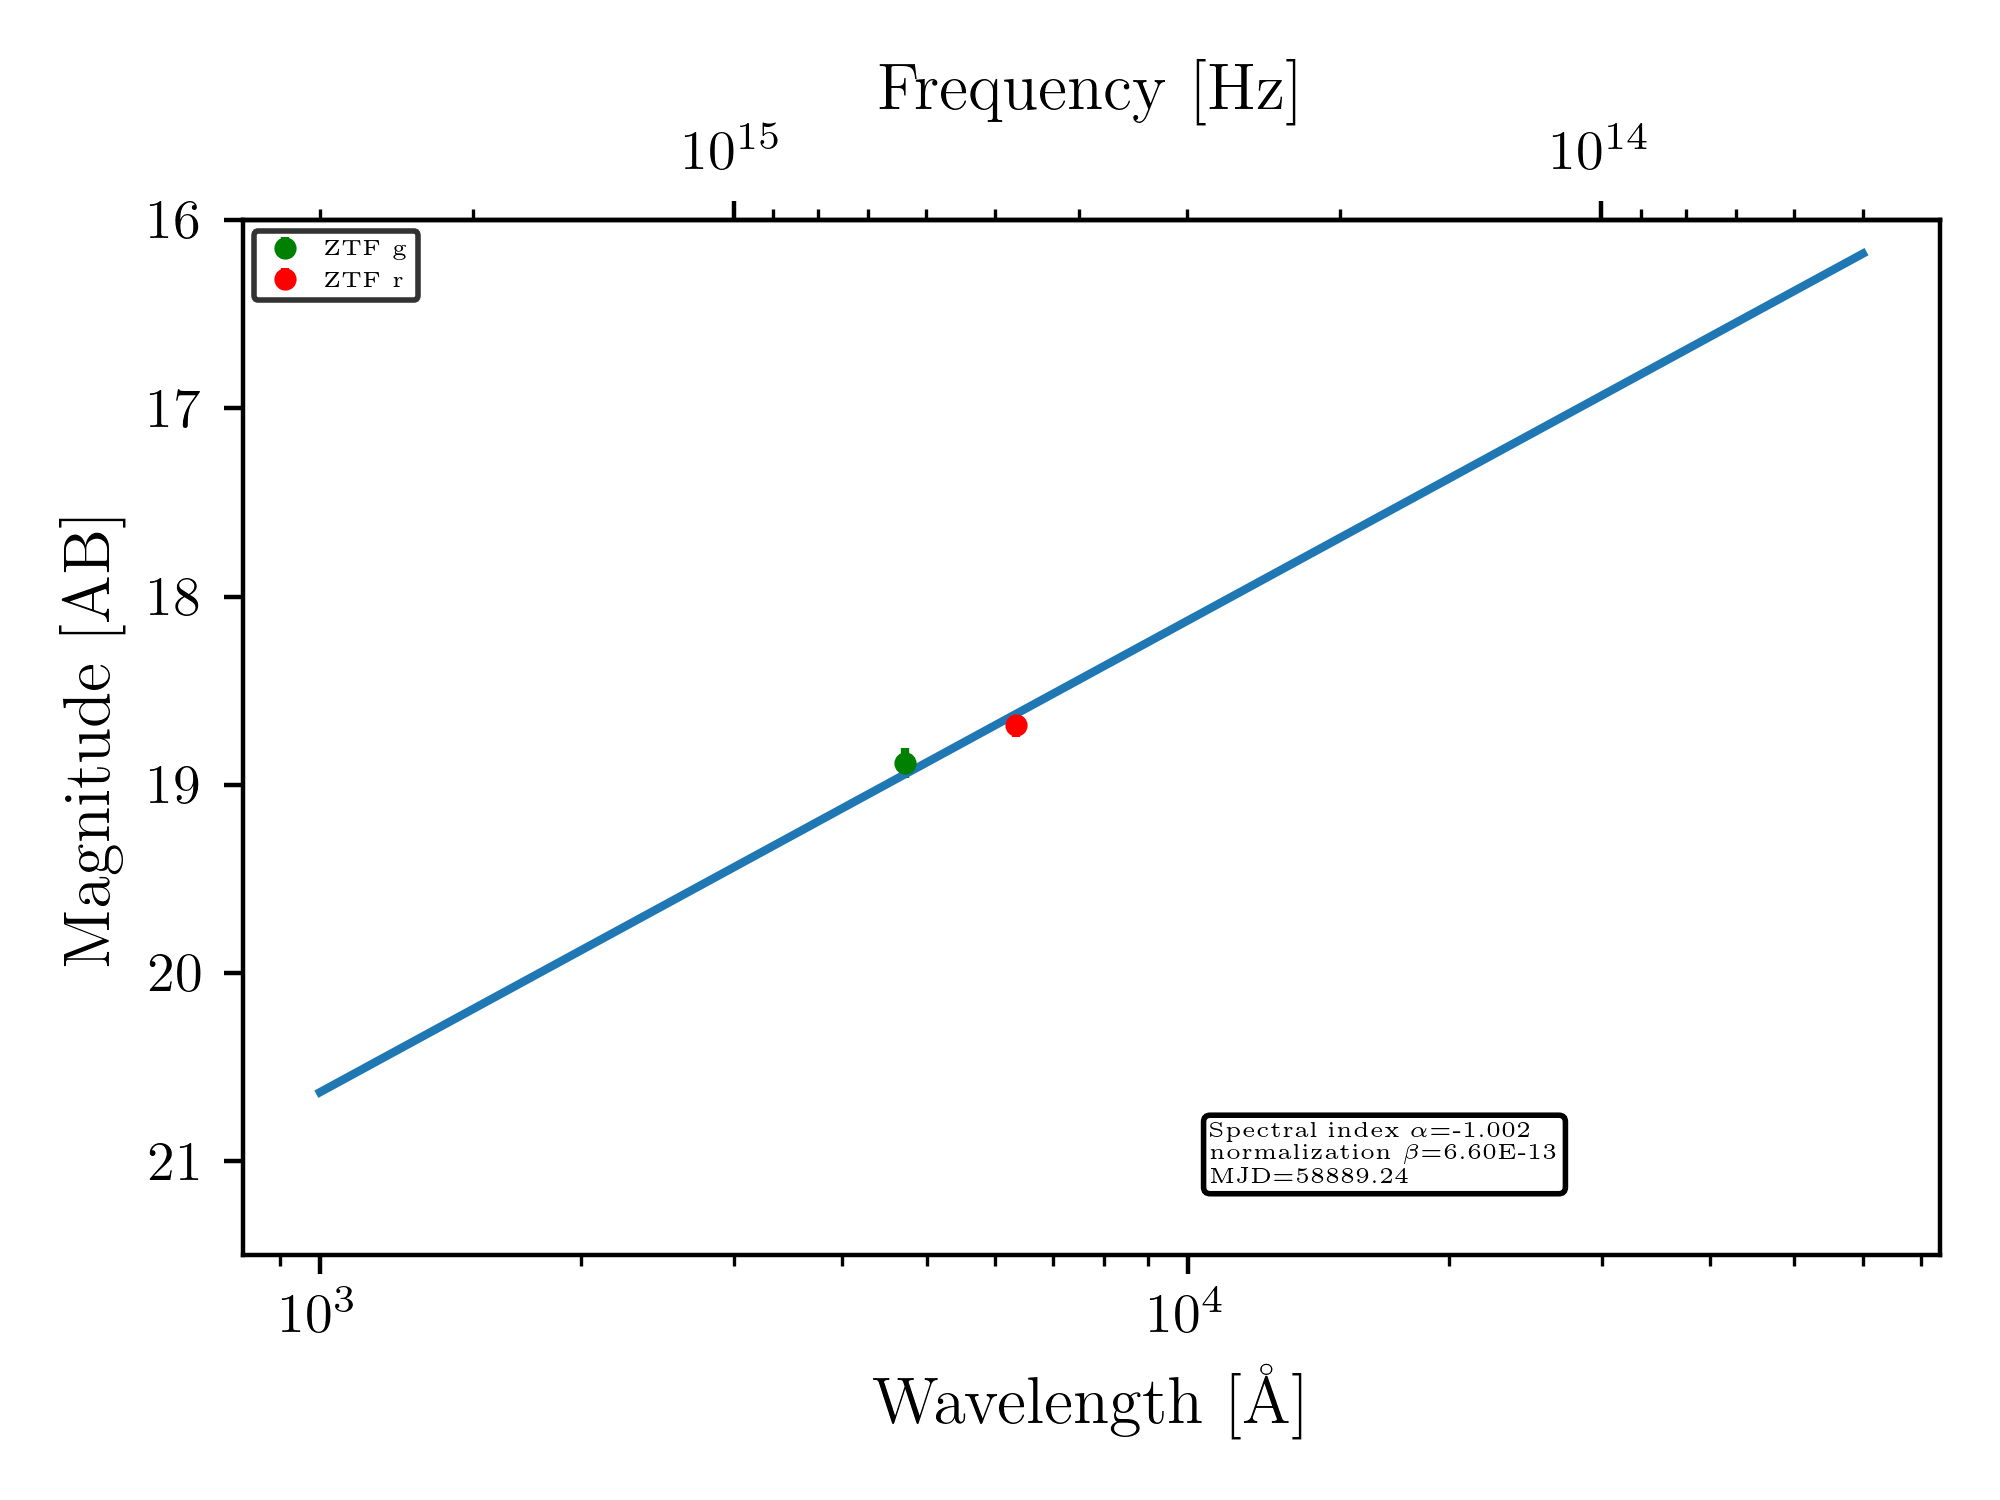 Frequency [Hz]
10^15 10^14
ZTF g
ZTF r
16
17
18
19
20
21
Magnitude [AB]
Spectral index α=-1.002
normalization β=6.60E-13
MJD=58889.24
10^3 10^4
Wavelength [Å]